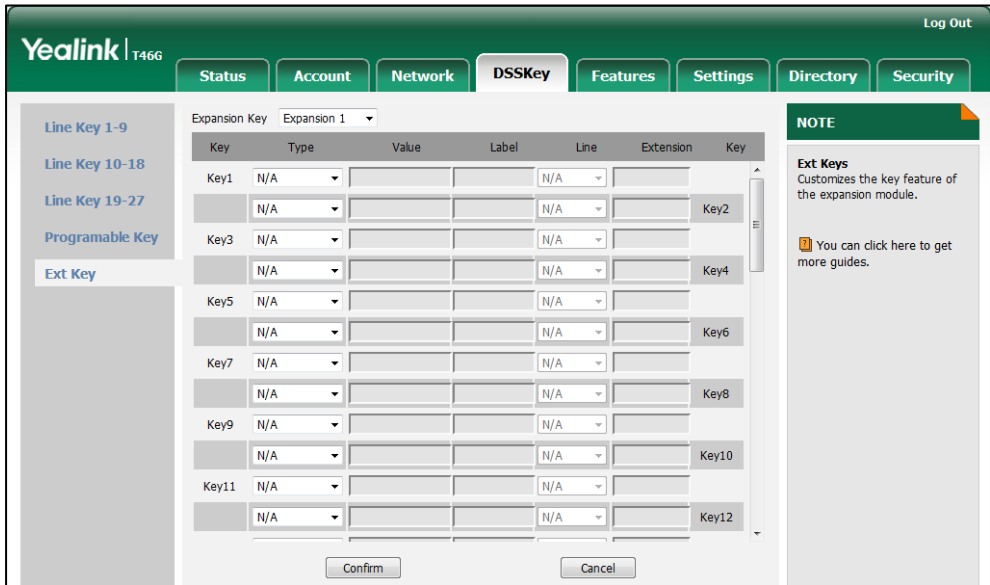 Log Out
Yealink T46G
Status Account Network DSSKey Features Settings Directory Security
Line Key 1-9
Line Key 10-18
Line Key 19-27
Programable Key
Ext Key
Expansion Key Expansion 1
Key Type Value Label Line Extension Key
Key1 N/A N/A
N/A N/A Key2
Key3 N/A N/A
N/A N/A Key4
Key5 N/A N/A
N/A N/A Key6
Key7 N/A N/A
N/A N/A Key8
Key9 N/A N/A
N/A N/A Key10
Key11 N/A N/A
N/A N/A Key12
Confirm Cancel
NOTE
Ext Keys
Customizes the key feature of
the expansion module.
You can click here to get
more guides.